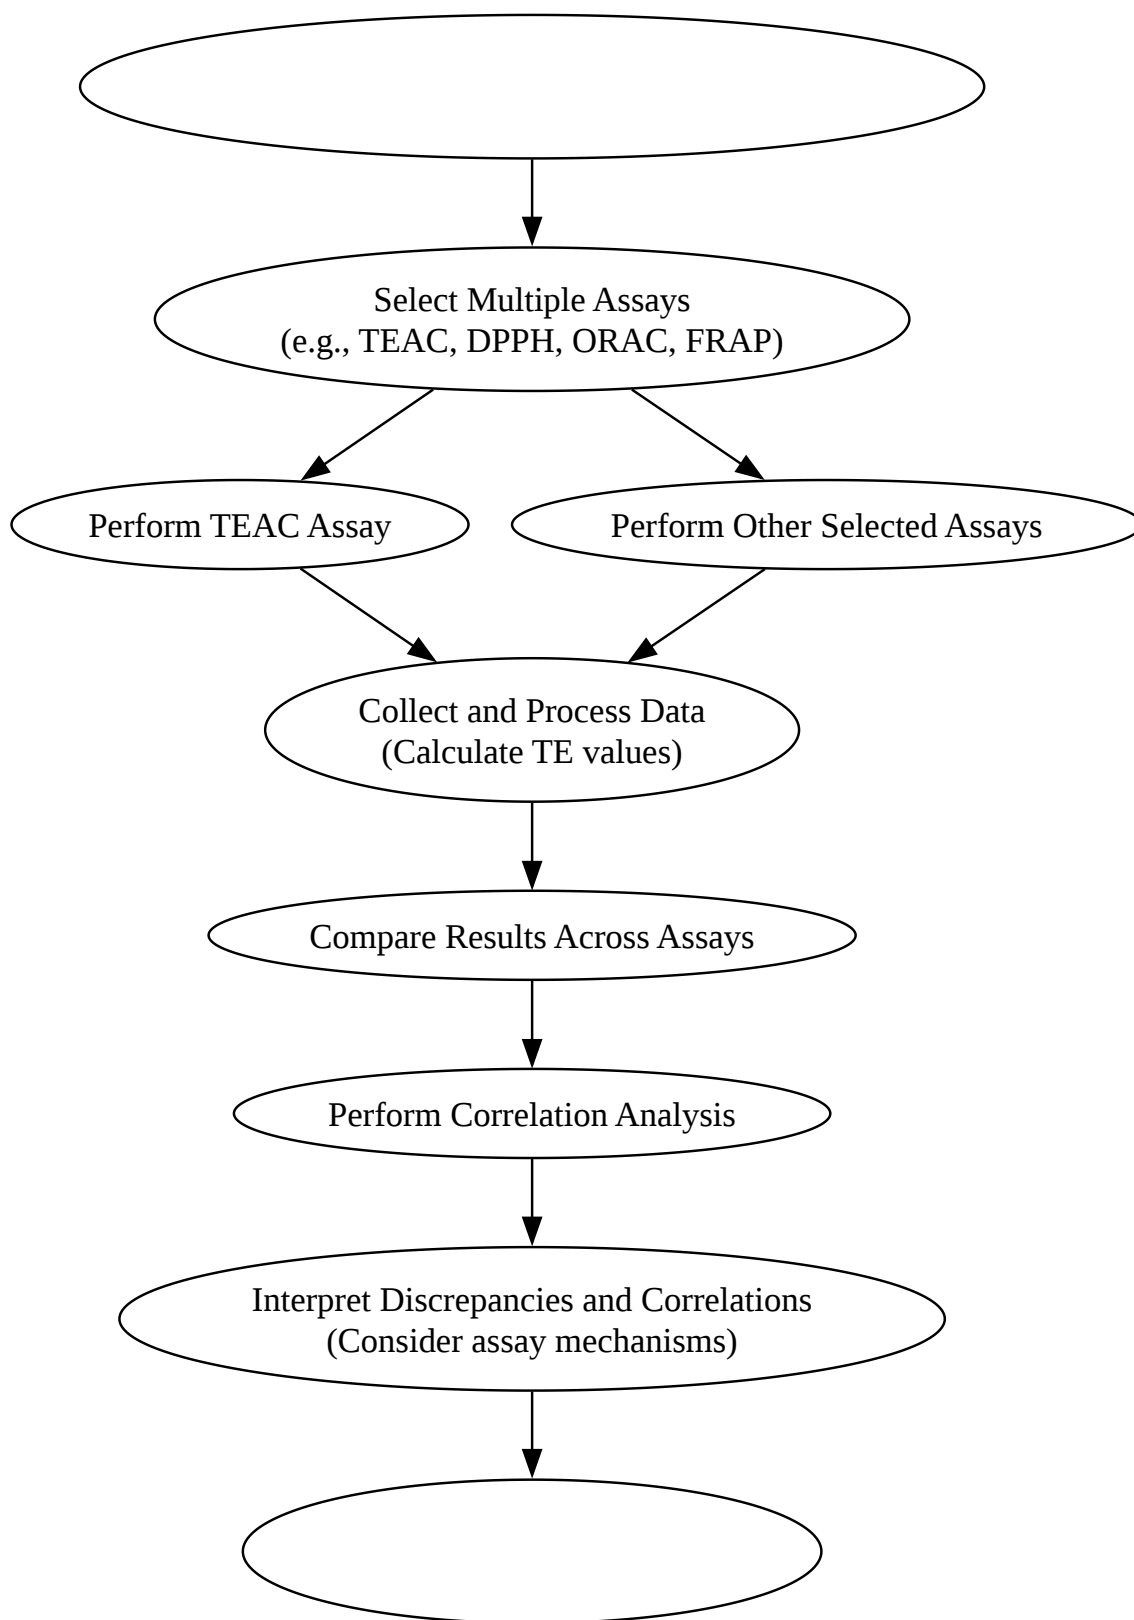 Select Multiple Assays
(e.g., TEAC, DPPH, ORAC, FRAP)
Perform TEAC Assay
Perform Other Selected Assays
Collect and Process Data
(Calculate TE values)
Compare Results Across Assays
Perform Correlation Analysis
Interpret Discrepancies and Correlations
(Consider assay mechanisms)